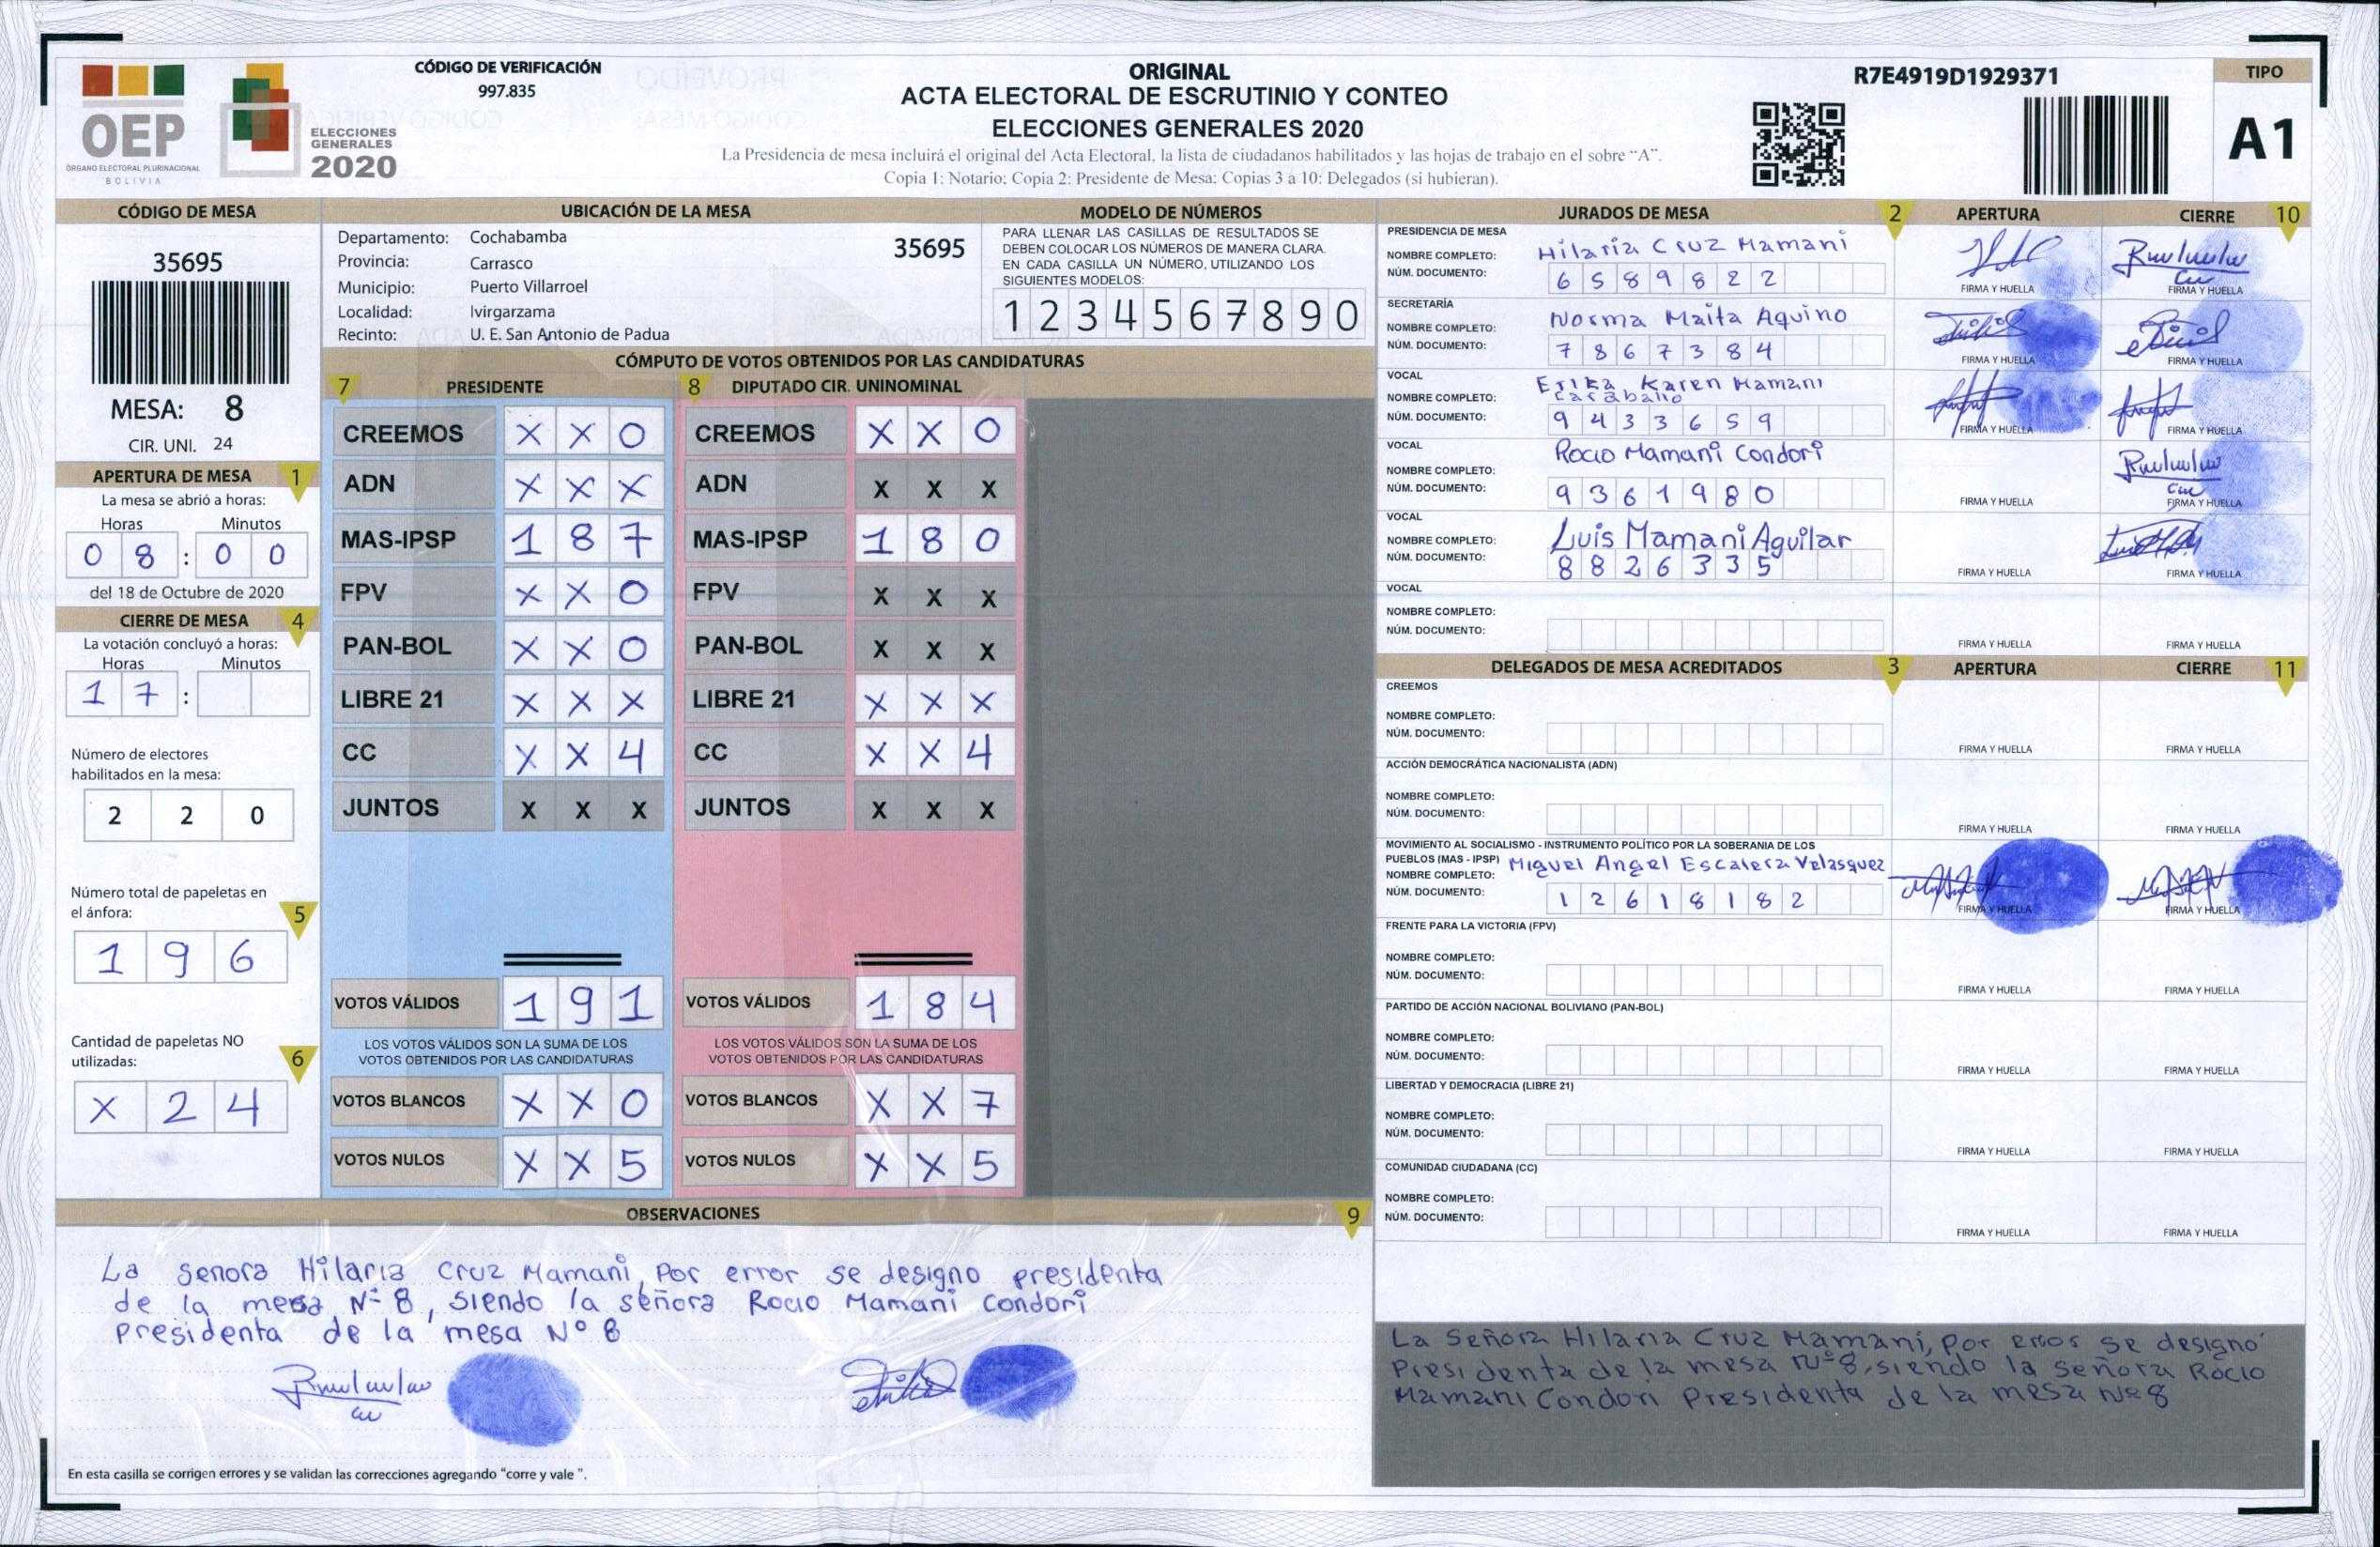 CÓDIGO DE VERIFICACIÓN
997.835
OEP
ÓRGANO ELECTORAL PLURINACIONAL
BOLIVIA
ELECCIONES
GENERALES
2020
ORIGINAL
ACTA ELECTORAL DE ESCRUTINIO Y CONTEO
ELECCIONES GENERALES 2020
La Presidencia de mesa incluirá el original del Acta Electoral, la lista de ciudadanos habilitados y las hojas de trabajo en el sobre "A".
Copia 1: Notario; Copia 2: Presidente de Mesa; Copias 3 a 10: Delegados (si hubieran).
R7E4919D1929371
TIPO
A1
CÓDIGO DE MESA
35695
MESA: 8
CIR. UNI. 24
APERTURA DE MESA 1
La mesa se abrió a horas:
Horas Minutos
0 8 : 0 0
del 18 de Octubre de 2020
CIERRE DE MESA 4
La votación concluyó a horas:
Horas Minutos
1 7 :
Número de electores
habilitados en la mesa:
2 2 0
Número total de papeletas en
el ánfora: 5
1 9 6
Cantidad de papeletas NO
utilizadas: 6
X 2 4
UBICACIÓN DE LA MESA
Departamento: Cochabamba 35695
Provincia: Carrasco
Municipio: Puerto Villarroel
Localidad: Ivirgarzama
Recinto: U. E. San Antonio de Padua
MODELO DE NÚMEROS
PARA LLENAR LAS CASILLAS DE RESULTADOS SE
DEBEN COLOCAR LOS NÚMEROS DE MANERA CLARA.
EN CADA CASILLA UN NÚMERO, UTILIZANDO LOS
SIGUIENTES MODELOS:
1 2 3 4 5 6 7 8 9 0
CÓMPUTO DE VOTOS OBTENIDOS POR LAS CANDIDATURAS
7 PRESIDENTE 8 DIPUTADO CIR. UNINOMINAL
CREEMOS X X 0 CREEMOS X X 0
ADN X X X ADN X X X
MAS-IPSP 1 8 7 MAS-IPSP 1 8 0
FPV X X 0 FPV X X X
PAN-BOL X X 0 PAN-BOL X X X
LIBRE 21 X X X LIBRE 21 X X X
CC X X 4 CC X X 4
JUNTOS X X X JUNTOS X X X
VOTOS VÁLIDOS 1 9 1 VOTOS VÁLIDOS 1 8 4
LOS VOTOS VÁLIDOS SON LA SUMA DE LOS LOS VOTOS VÁLIDOS SON LA SUMA DE LOS
VOTOS OBTENIDOS POR LAS CANDIDATURAS VOTOS OBTENIDOS POR LAS CANDIDATURAS
VOTOS BLANCOS X X 0 VOTOS BLANCOS X X 7
VOTOS NULOS X X 5 VOTOS NULOS X X 5
JURADOS DE MESA 2 APERTURA CIERRE 10
PRESIDENCIA DE MESA
NOMBRE COMPLETO: Hilaria Cruz Mamani
NÚM. DOCUMENTO: 6 5 8 9 8 2 2
FIRMA Y HUELLA FIRMA Y HUELLA
SECRETARÍA
NOMBRE COMPLETO: Norma Maita Aquino
NÚM. DOCUMENTO: 7 8 6 7 3 8 4
FIRMA Y HUELLA FIRMA Y HUELLA
VOCAL
NOMBRE COMPLETO: Erika Karen Mamani
Caraballo
NÚM. DOCUMENTO: 9 4 3 3 6 5 9
FIRMA Y HUELLA FIRMA Y HUELLA
VOCAL
NOMBRE COMPLETO: Rocio Mamani Condori
NÚM. DOCUMENTO: 9 3 6 1 9 8 0
FIRMA Y HUELLA FIRMA Y HUELLA
VOCAL
NOMBRE COMPLETO: Luis Mamani Aguilar
NÚM. DOCUMENTO: 8 8 2 6 3 3 5
FIRMA Y HUELLA FIRMA Y HUELLA
VOCAL
NOMBRE COMPLETO:
NÚM. DOCUMENTO:
FIRMA Y HUELLA FIRMA Y HUELLA
DELEGADOS DE MESA ACREDITADOS 3 APERTURA CIERRE 11
CREEMOS
NOMBRE COMPLETO:
NÚM. DOCUMENTO:
FIRMA Y HUELLA FIRMA Y HUELLA
ACCIÓN DEMOCRÁTICA NACIONALISTA (ADN)
NOMBRE COMPLETO:
NÚM. DOCUMENTO:
FIRMA Y HUELLA FIRMA Y HUELLA
MOVIMIENTO AL SOCIALISMO - INSTRUMENTO POLÍTICO POR LA SOBERANIA DE LOS
PUEBLOS (MAS - IPSP)
NOMBRE COMPLETO: Miguel Angel Escalera Velasquez
NÚM. DOCUMENTO: 1 2 6 1 8 1 8 2
FIRMA Y HUELLA FIRMA Y HUELLA
FRENTE PARA LA VICTORIA (FPV)
NOMBRE COMPLETO:
NÚM. DOCUMENTO:
FIRMA Y HUELLA FIRMA Y HUELLA
PARTIDO DE ACCIÓN NACIONAL BOLIVIANO (PAN-BOL)
NOMBRE COMPLETO:
NÚM. DOCUMENTO:
FIRMA Y HUELLA FIRMA Y HUELLA
LIBERTAD Y DEMOCRACIA (LIBRE 21)
NOMBRE COMPLETO:
NÚM. DOCUMENTO:
FIRMA Y HUELLA FIRMA Y HUELLA
COMUNIDAD CIUDADANA (CC)
NOMBRE COMPLETO:
NÚM. DOCUMENTO:
FIRMA Y HUELLA FIRMA Y HUELLA
OBSERVACIONES 9
La senora Hilaria Cruz Mamani, Por error se designo presidenta
de la mesa Nº 8, siendo la señora Rocio Mamani Condori
presidenta de la mesa Nº 8
En esta casilla se corrigen errores y se validan las correcciones agregando "corre y vale ".
La Señora Hilaria Cruz Mamani, Por error se designo
Presidenta de la mesa Nº 8, siendo la señora Rocio
Mamani Condori Presidenta de la mesa Nº 8